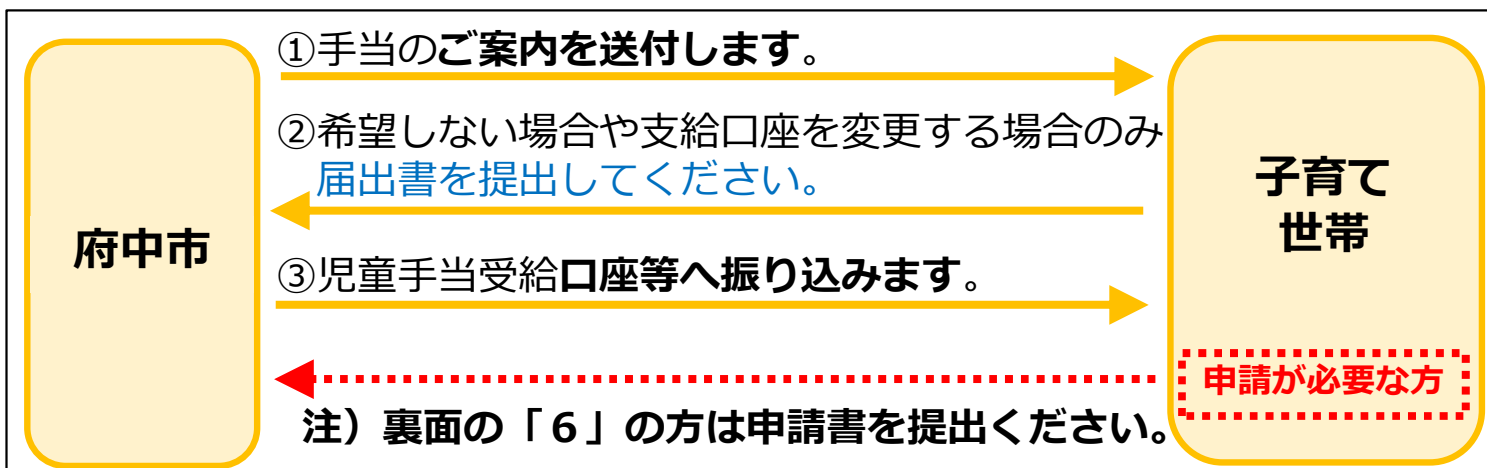 府中市
①手当のご案内を送付します。
②希望しない場合や支給口座を変更する場合のみ
届出書を提出してください。
③児童手当受給口座等へ振り込みます。
注）裏面の「６」の方は申請書を提出ください。
子育て
世帯
申請が必要な方